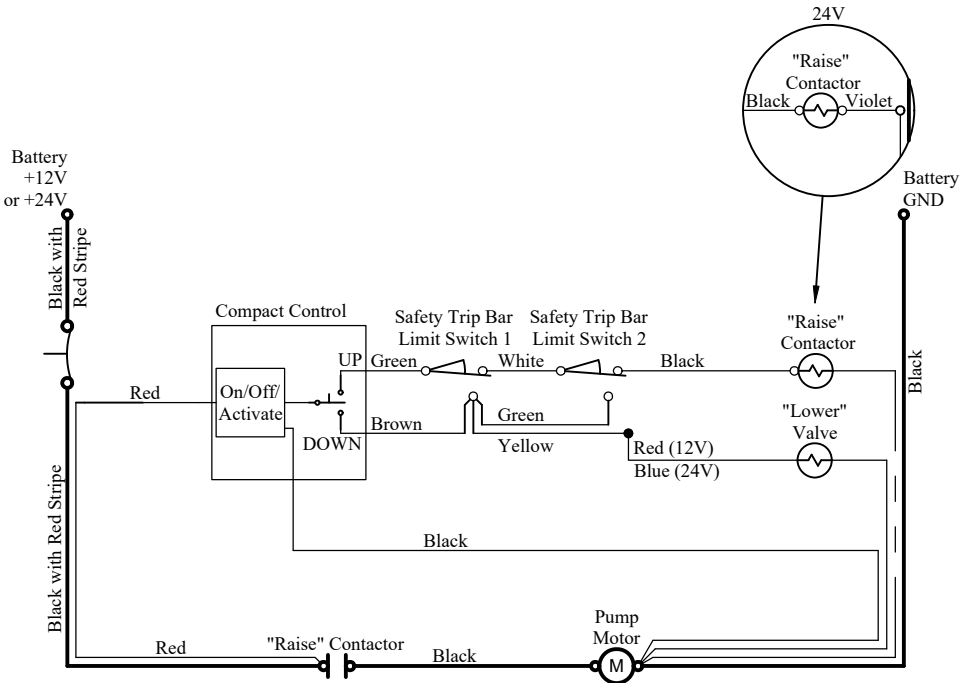 24V
"Raise"
Contactor
Black
Violet
Battery
+12V
or +24V
Battery
GND
Black with
Red Stripe
Compact Control
Safety Trip Bar
Limit Switch 1
Safety Trip Bar
Limit Switch 2
"Raise"
Contactor
UP
Green
White
Black
Black
Red
On/Off/
Activate
"Lower"
Valve
DOWN
Brown
Green
Yellow
Red (12V)
Blue (24V)
Black with Red Stripe
Black
Pump
Motor
Red
"Raise" Contactor
Black
M